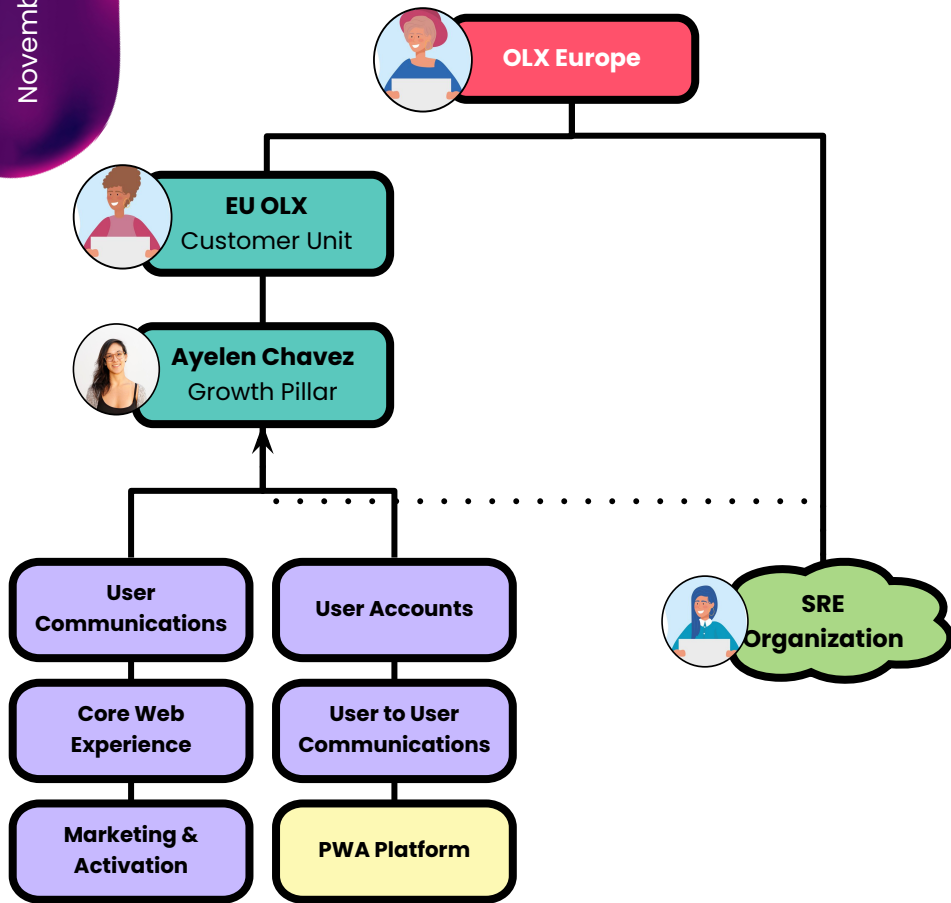 OLX Europe
EU OLX
Customer Unit
Ayelen Chavez
Growth Pillar
User
Communications
User Accounts
SRE
Organization
Core Web
Experience
User to User
Communications
Marketing &
Activation
PWA Platform